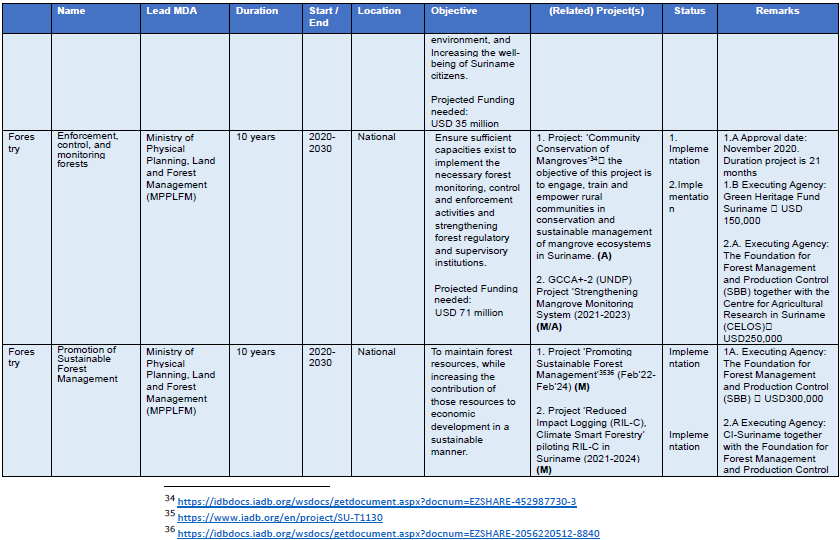 Name Lead MDA Duration Start / End Location Objective (Related) Project(s) Status Remarks
environment, and
Increasing the well-
being of Suriname
citizens.
Projected Funding
needed:
USD 35 million
Fores
try
Enforcement,
control, and
monitoring
forests
Ministry of
Physical
Planning, Land
and Forest
Management
(MPPLFM)
10 years
2020-
2030
National
Ensure sufficient
capacities exist to
implement the
necessary forest
monitoring, control
and enforcement
activities and
strengthening
forest regulatory
and supervisory
institutions.
Projected Funding
needed:
USD 71 million
1. Project: 'Community
Conservation of
Mangroves'34□ the
objective of this project is
to engage, train and
empower rural
communities in
conservation and
sustainable management
of mangrove ecosystems
in Suriname. (A)
2. GCCA+-2 (UNDP)
Project 'Strengthening
Mangrove Monitoring
System (2021-2023)
(M/A)
1.
Impleme
ntation
2.Imple
mentatio
n
1.A Approval date:
November 2020.
Duration project is 21
months
1.B Executing Agency:
Green Heritage Fund
Suriname □ USD
150,000
2.A. Executing Agency:
The Foundation for
Forest Management
and Production Control
(SBB) together with the
Centre for Agricultural
Research in Suriname
(CELOS)□
USD250,000
Fores
try
Promotion of
Sustainable
Forest
Management
Ministry of
Physical
Planning, Land
and Forest
Management
(MPPLFM)
10 years
2020-
2030
National
To maintain forest
resources, while
increasing the
contribution of
those resources to
economic
development in a
sustainable
manner.
1. Project 'Promoting
Sustainable Forest
Management'3536 (Feb'22-
Feb'24) (M)
2. Project 'Reduced
Impact Logging (RIL-C),
Climate Smart Forestry'
piloting RIL-C in
Suriname (2021-2024)
(M)
Impleme
ntation
Impleme
ntation
1A. Executing Agency:
The Foundation for
Forest Management
and Production Control
(SBB) □ USD300,000
2.A Executing Agency:
CI-Suriname together
with the Foundation for
Forest Management
and Production Control
34 https://idbdocs.iadb.org/wsdocs/getdocument.aspx?docnum=EZSHARE-452987730-3
35 https://www.iadb.org/en/project/SU-T1130
36 https://idbdocs.iadb.org/wsdocs/getdocument.aspx?docnum=EZSHARE-2056220512-8840